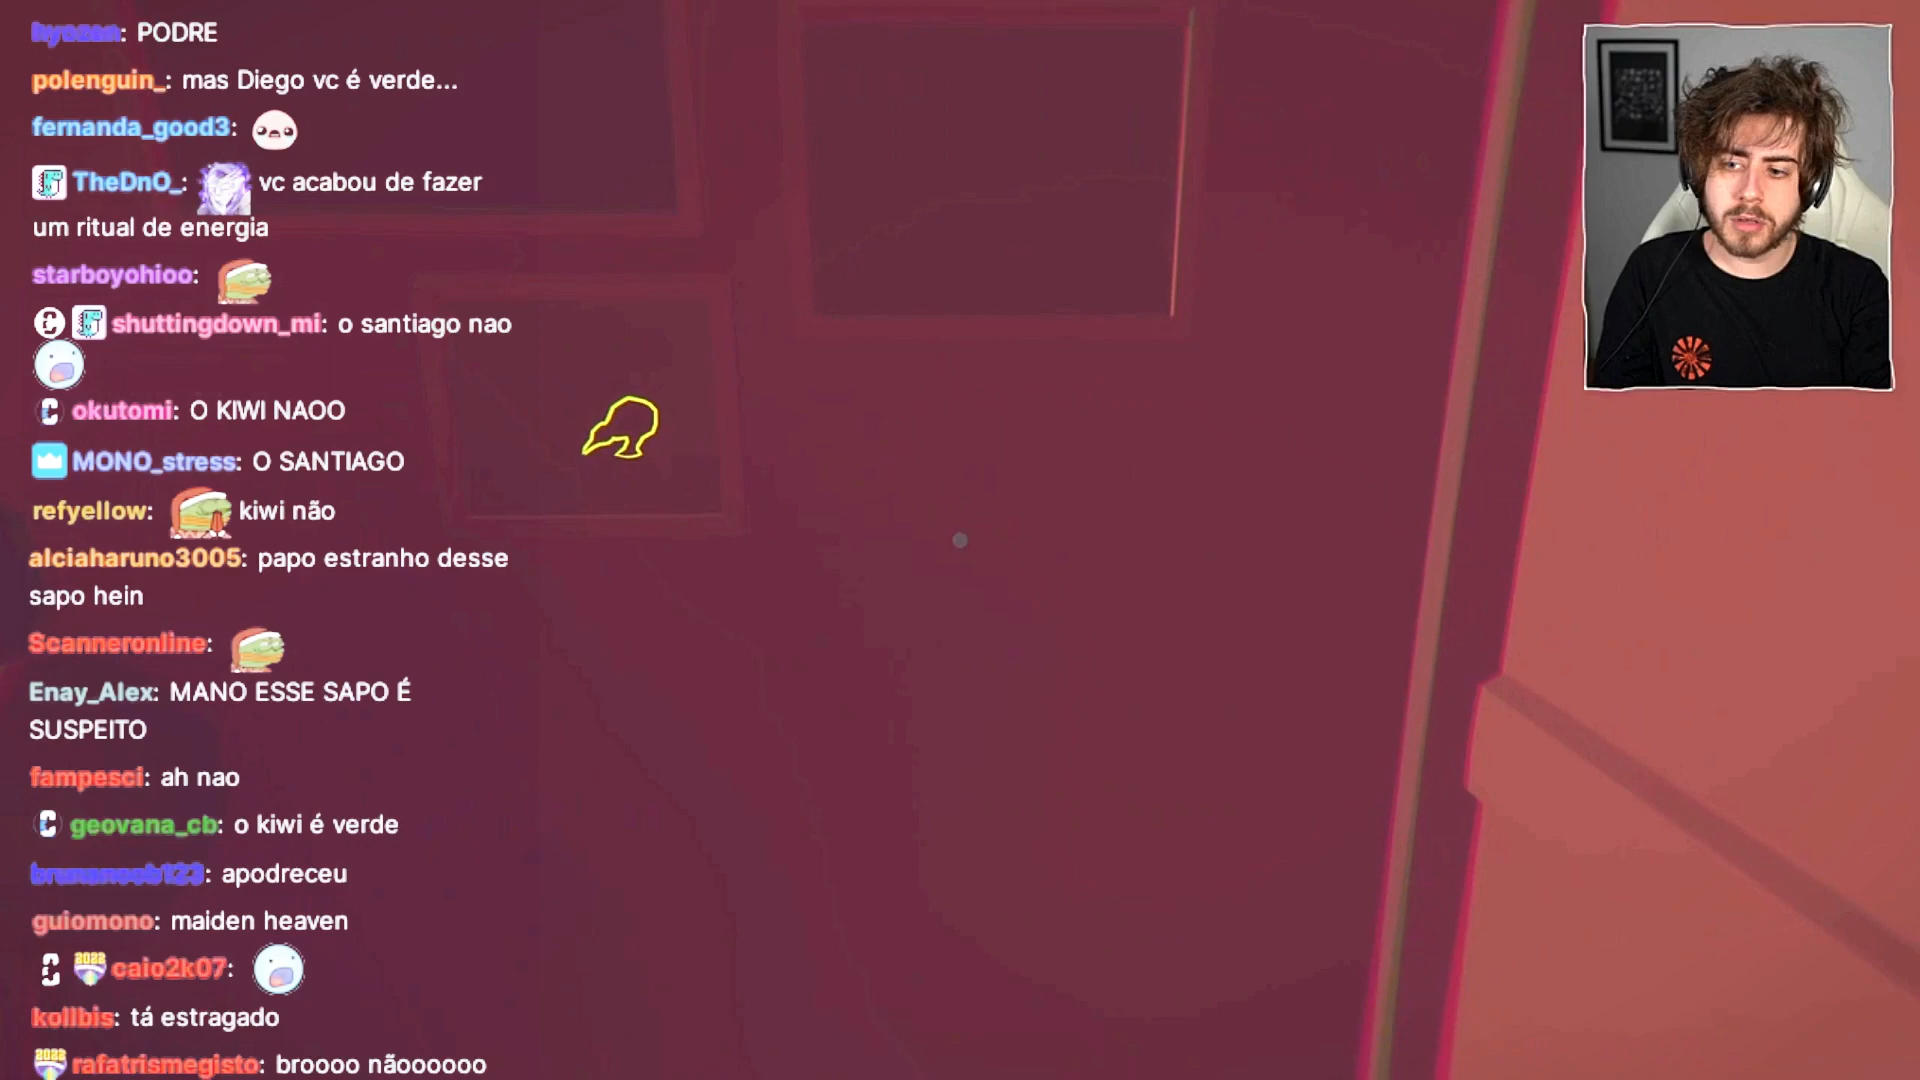 hyozen: PODRE
polenguin_: mas Diego vc é verde...
fernanda_good3:
TheDnO_: vc acabou de fazer
um ritual de energia
starboyohioo:
shuttingdown_mi: o santiago nao
okutomi: O KIWI NAOO
MONO_stress: O SANTIAGO
refyellow: kiwi não
alciaharuno3005: papo estranho desse
sapo hein
Scanneronline:
Enay_Alex: MANO ESSE SAPO É
SUSPEITO
fampesci: ah nao
geovana_cb: o kiwi é verde
brunamoob123: apodreceu
guiomono: maiden heaven
caio2k07:
kollbis: tá estragado
rafatrismegisto: broooo nãoooooo